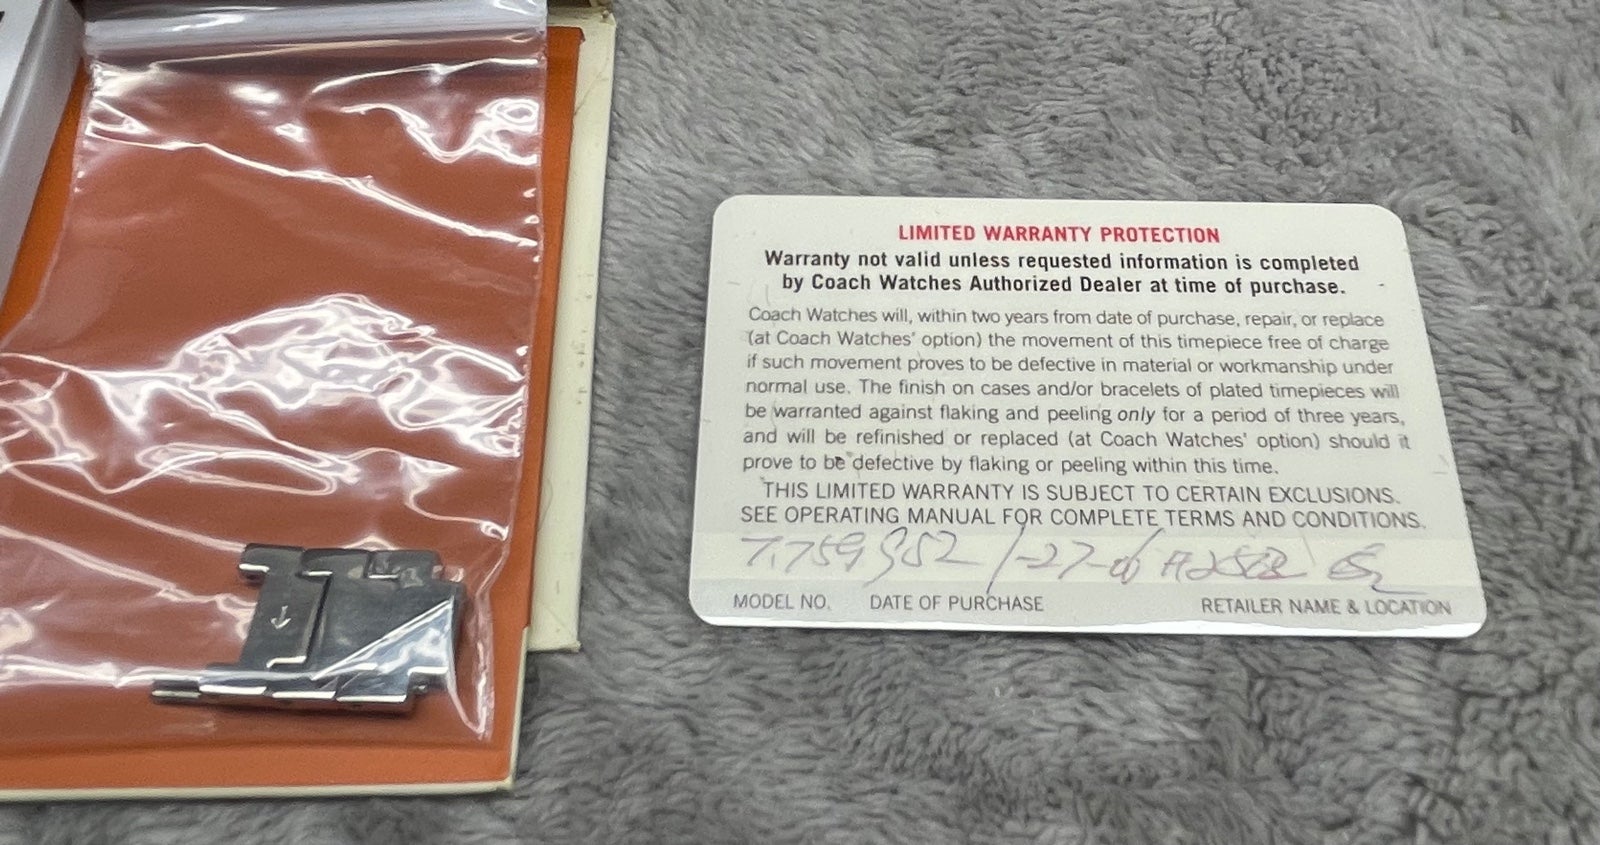 LIMITED WARRANTY PROTECTION
Warranty not valid unless requested information is completed
by Coach Watches Authorized Dealer at time of purchase.
Coach Watches will, within two years from date of purchase, repair, or replace
(at Coach Watches' option) the movement of this timepiece free of charge
if such movement proves to be defective in material or workmanship under
normal use. The finish on cases and/or bracelets of plated timepieces will
be warranted against flaking and peeling only for a period of three years,
and will be refinished or replaced (at Coach Watches' option) should it
prove to be defective by flaking or peeling within this time.
THIS LIMITED WARRANTY IS SUBJECT TO CERTAIN EXCLUSIONS.
SEE OPERATING MANUAL FOR COMPLETE TERMS AND CONDITIONS.
1-27-06
MODEL NO. DATE OF PURCHASE RETAILER NAME & LOCATION